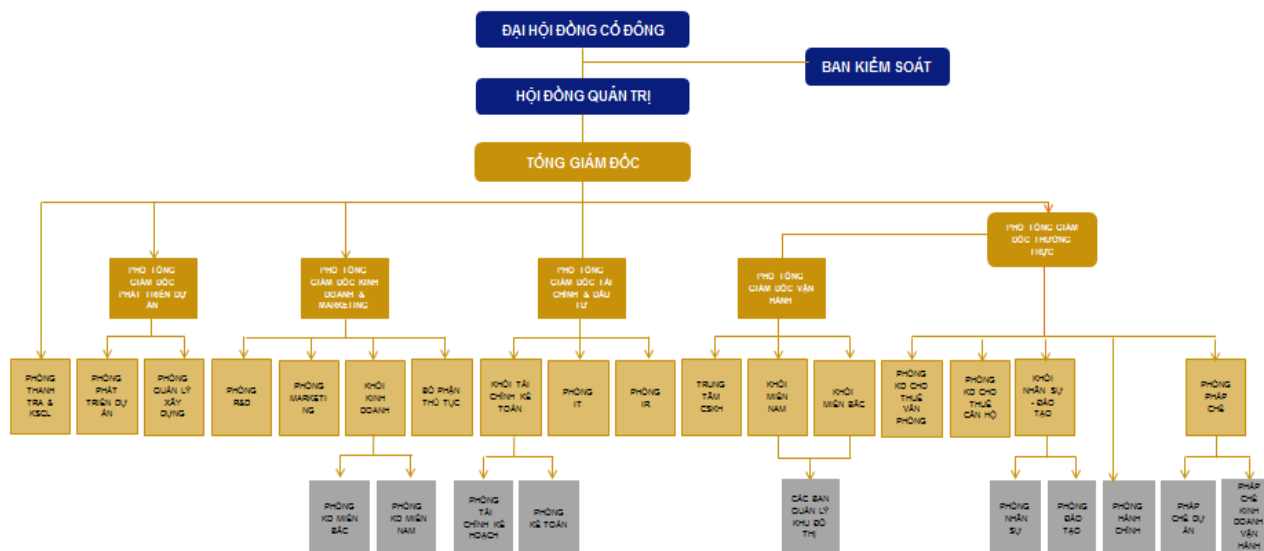 ĐẠI HỘI ĐỒNG CỔ ĐÔNG
BAN KIỂM SOÁT
HỘI ĐỒNG QUẢN TRỊ
TỔNG GIÁM ĐỐC
PHÓ TỔNG GIÁM
ĐỐC THƯỜNG
TRỰC
PHÓ TỔNG
GIÁM ĐỐC
PHÁT TRIỂN DỰ
ÁN
PHÓ TỔNG
GIÁM ĐỐC KINH
DOANH &
MARKETING
PHÓ TỔNG
GIÁM ĐỐC TÀI
CHÍNH & ĐẦU
TƯ
PHÓ TỔNG
GIÁM ĐỐC VẬN
HÀNH
PHÒNG
THANH
TRA &
KSCL
PHÒNG
PHÁT
TRIỂN DỰ
ÁN
PHÒNG
QUẢN LÝ
XÂY
DỰNG
PHÒNG
R&D
PHÒNG
MARKETI
NG
KHỐI
KINH
DOANH
BỘ PHẬN
THỦ TỤC
KHỐI TÀI
CHÍNH KẾ
TOÁN
PHÒNG
IT
PHÒNG
IR
TRUNG
TÂM
CSKH
KHỐI
MIỀN
NAM
KHỐI
MIỀN BẮC
PHÒNG
KD CHO
THUÊ
VĂN
PHÒNG
PHÒNG
KD CHO
THUÊ
CĂN HỘ
KHỐI
NHÂN SỰ
- ĐÀO
TẠO
PHÒNG
PHÁP
CHẾ
PHÒNG
KD MIỀN
BẮC
PHÒNG
KD MIỀN
NAM
PHÒNG
TÀI
CHÍNH KẾ
HOẠCH
PHÒNG
KẾ TOÁN
CÁC BAN
QUẢN LÝ
KHU ĐÔ
THỊ
PHÒNG
NHÂN
SỰ
PHÒNG
ĐÀO
TẠO
PHÒNG
HÀNH
CHÍNH
PHÁP
CHẾ DỰ
ÁN
PHÁP
CHẾ KINH
DOANH
VẬN
HÀNH